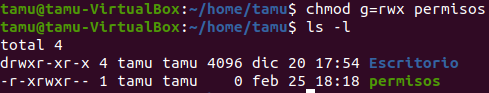 tamu@tamu-VirtualBox:~/home/tamu$ chmod g=rwx permisos
tamu@tamu-VirtualBox:~/home/tamu$ ls -l
total 4
drwxr-xr-x 4 tamu tamu 4096 dic 20 17:54 Escritorio
-r-xrwxr-- 1 tamu tamu    0 feb 25 18:18 permisos